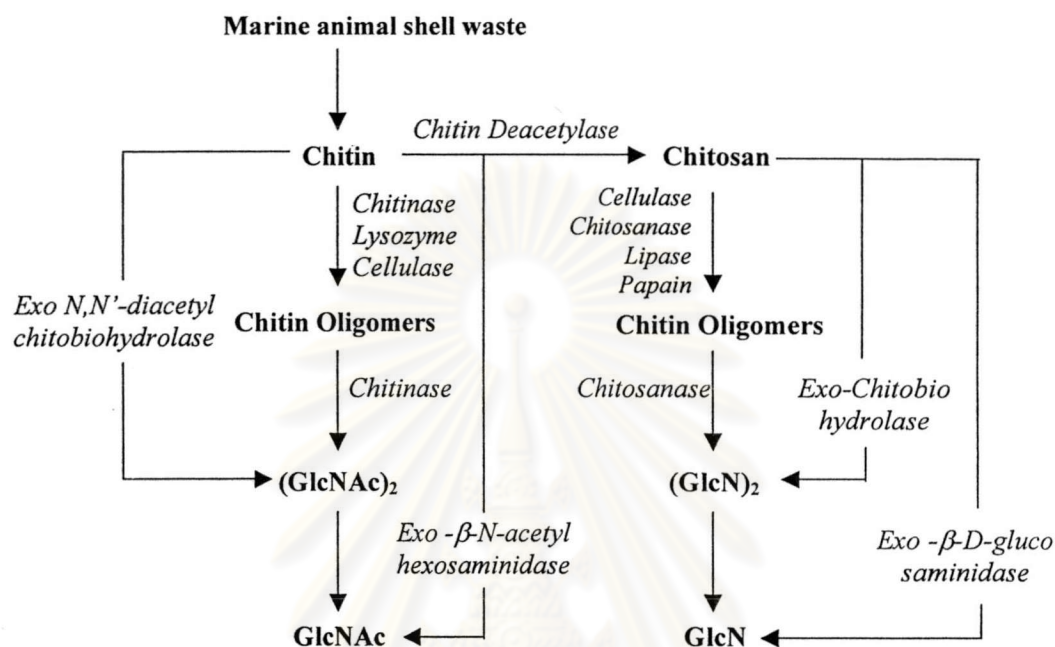 Marine animal shell waste
Chitin Deacetylase
Chitin
Chitosan
Chitinase
Lysozyme
Cellulase
Cellulase
Chitosanase
Lipase
Papain
Exo N,N'-diacetyl
chitobiohydrolase
Chitin Oligomers
Chitin Oligomers
Chitinase
Chitosanase
Exo-Chitobio
hydrolase
(GlcNAc)₂
(GlcN)₂
Exo -β-N-acetyl
hexosaminidase
Exo -β-D-gluco
saminidase
GlcNAc
GlcN